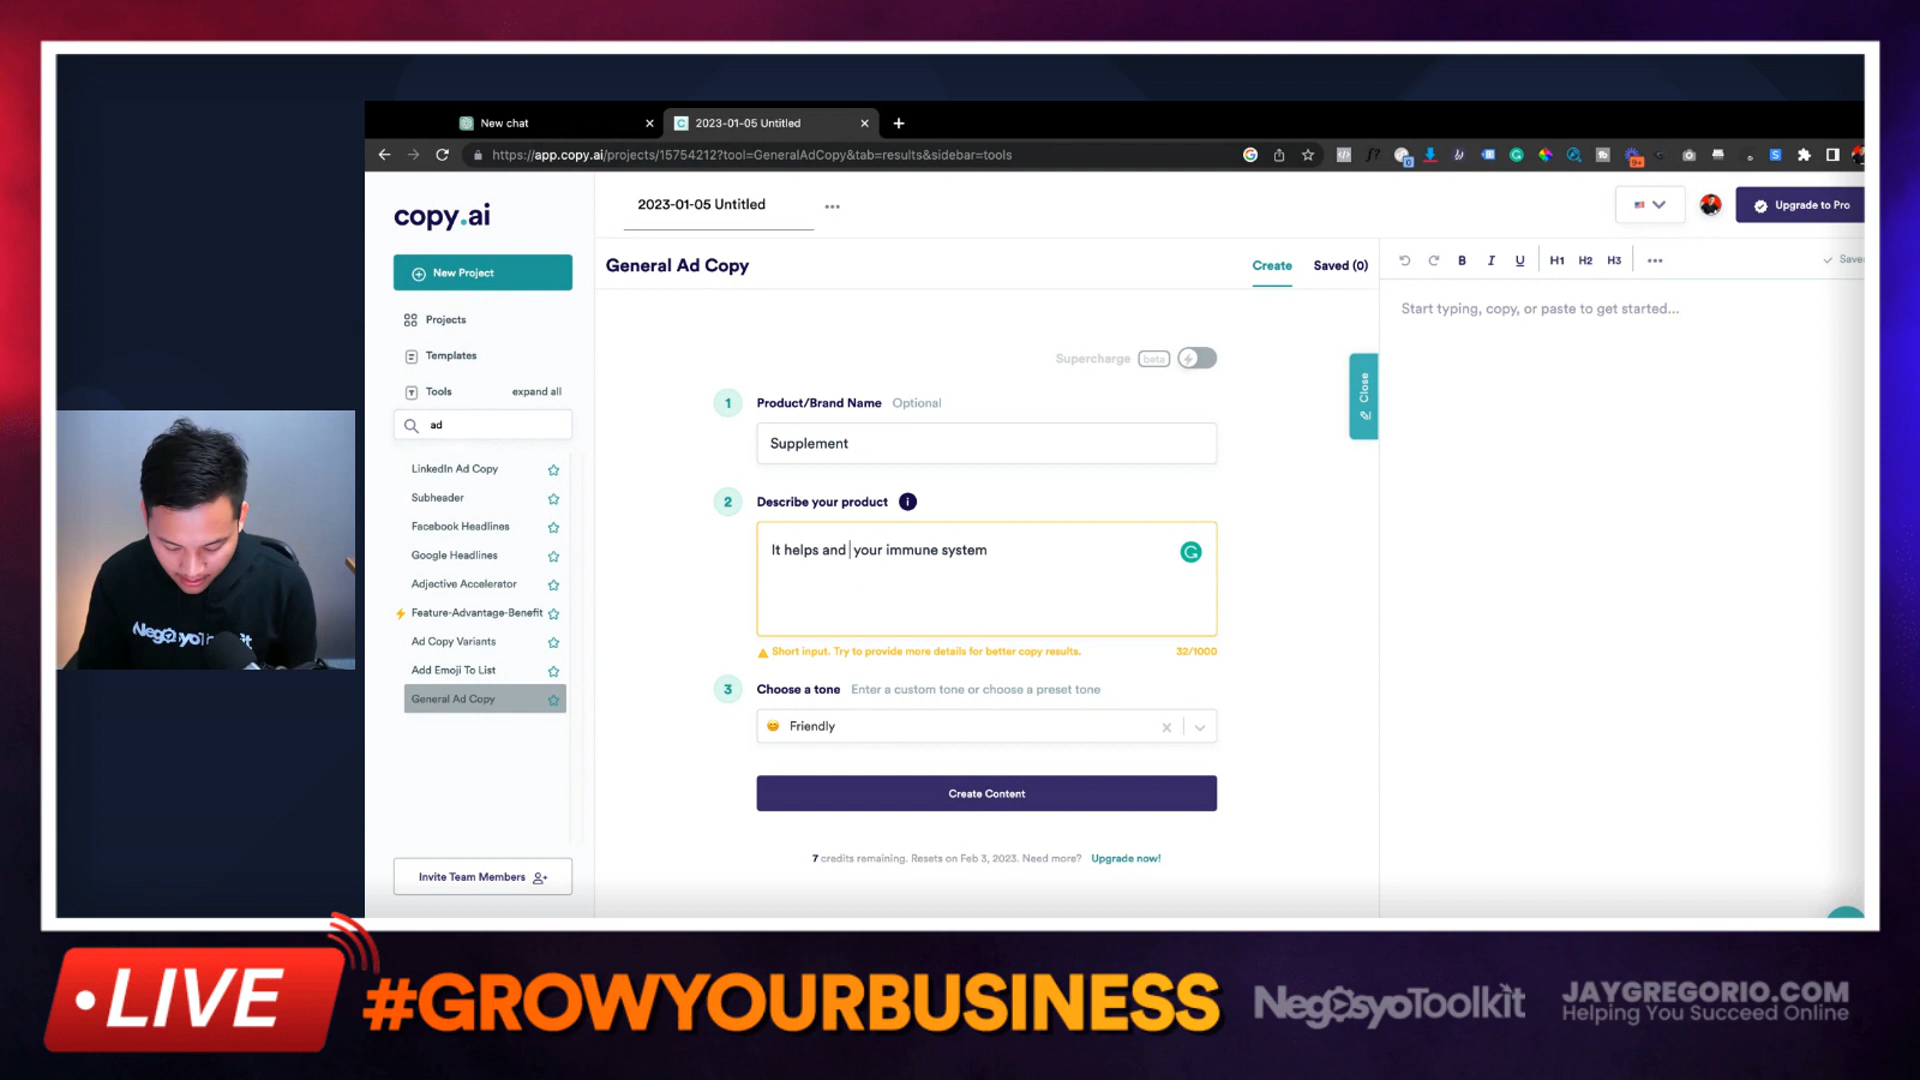 New chat
2023-01-05 Untitled
https://app.copy.ai/projects/15754212?tool=GeneralAdCopy&tab=results&sidebar=tools
copy.ai
2023-01-05 Untitled
Upgrade to Pro
New Project
General Ad Copy
Create
Saved (0)
B I U H1 H2 H3
Save
Projects
Start typing, copy, or paste to get started...
Templates
Supercharge beta
Tools
expand all
ad
1 Product/Brand Name Optional
Close
Supplement
LinkedIn Ad Copy
Subheader
Facebook Headlines
Google Headlines
Adjective Accelerator
Feature-Advantage-Benefit
Ad Copy Variants
Add Emoji To List
General Ad Copy
2 Describe your product
It helps and your immune system
Short input. Try to provide more details for better copy results.
32/1000
3 Choose a tone Enter a custom tone or choose a preset tone
Friendly
Create Content
7 credits remaining. Resets on Feb 3, 2023. Need more? Upgrade now!
Invite Team Members
LIVE
#GROWYOURBUSINESS
NegosyoToolkit
JAYGREGORIO.COM
Helping You Succeed Online